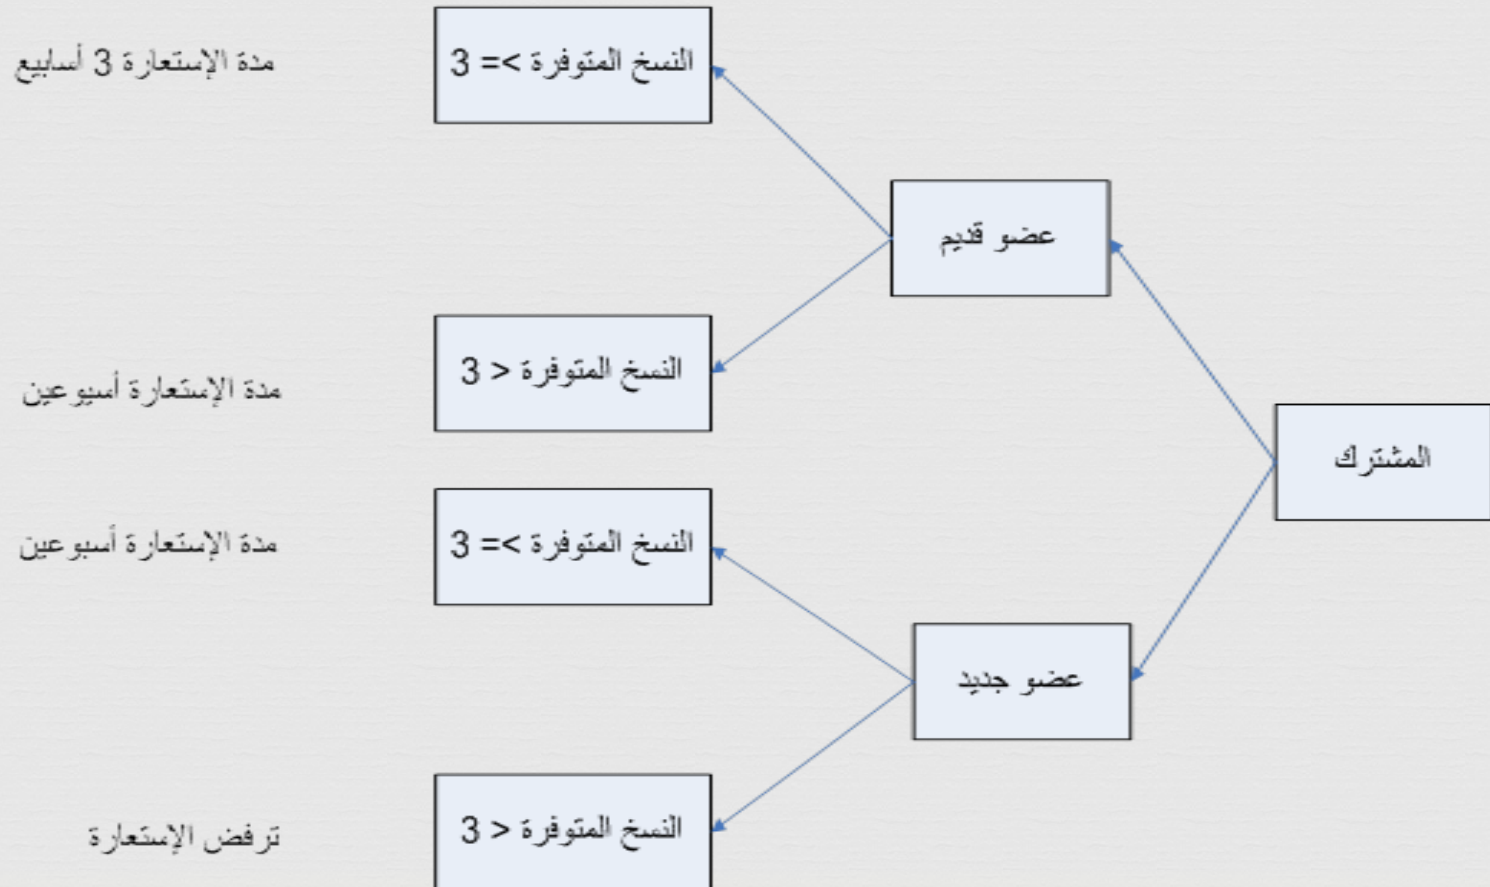 مدة الإستعارة 3 أسابيع
النسخ المتوفرة >= 3
عضو قديم
مدة الإستعارة أسيوعين
النسخ المتوفرة < 3
المشترك
مدة الإستعارة أسبوعين
النسخ المتوفرة >= 3
عضو جديد
ترفض الإستعارة
النسخ المتوفرة < 3